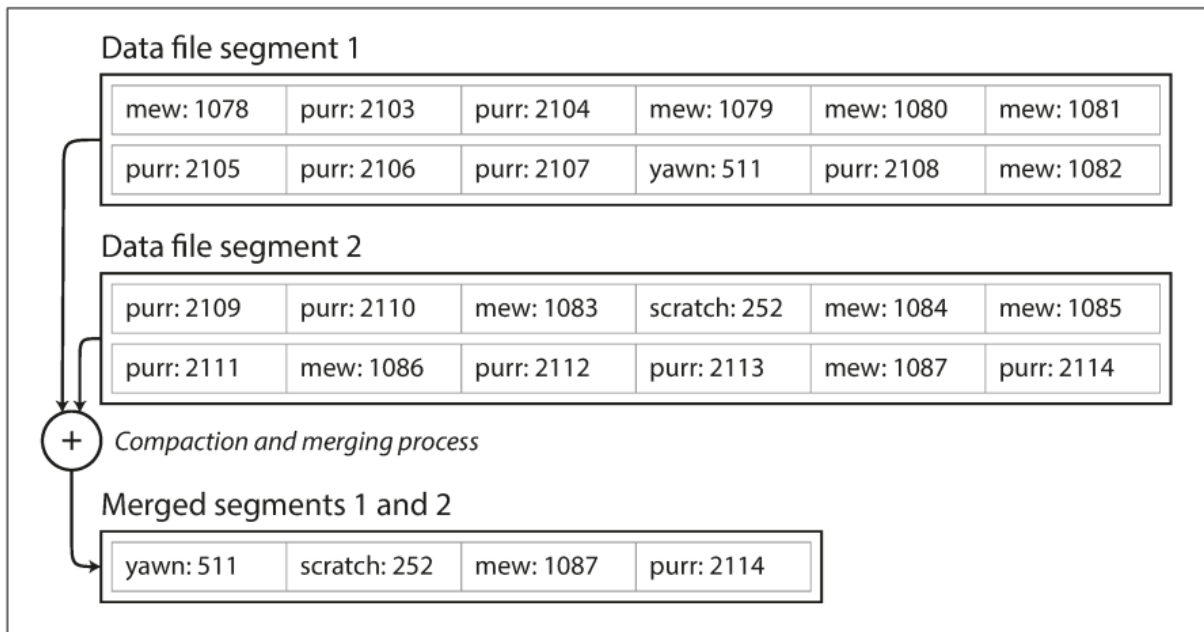 Data file segment 1
mew: 1078 purr: 2103 purr: 2104 mew: 1079 mew: 1080 mew: 1081
purr: 2105 purr: 2106 purr: 2107 yawn: 511 purr: 2108 mew: 1082
Data file segment 2
purr: 2109 purr: 2110 mew: 1083 scratch: 252 mew: 1084 mew: 1085
purr: 2111 mew: 1086 purr: 2112 purr: 2113 mew: 1087 purr: 2114
+ Compaction and merging process
Merged segments 1 and 2
yawn: 511 scratch: 252 mew: 1087 purr: 2114